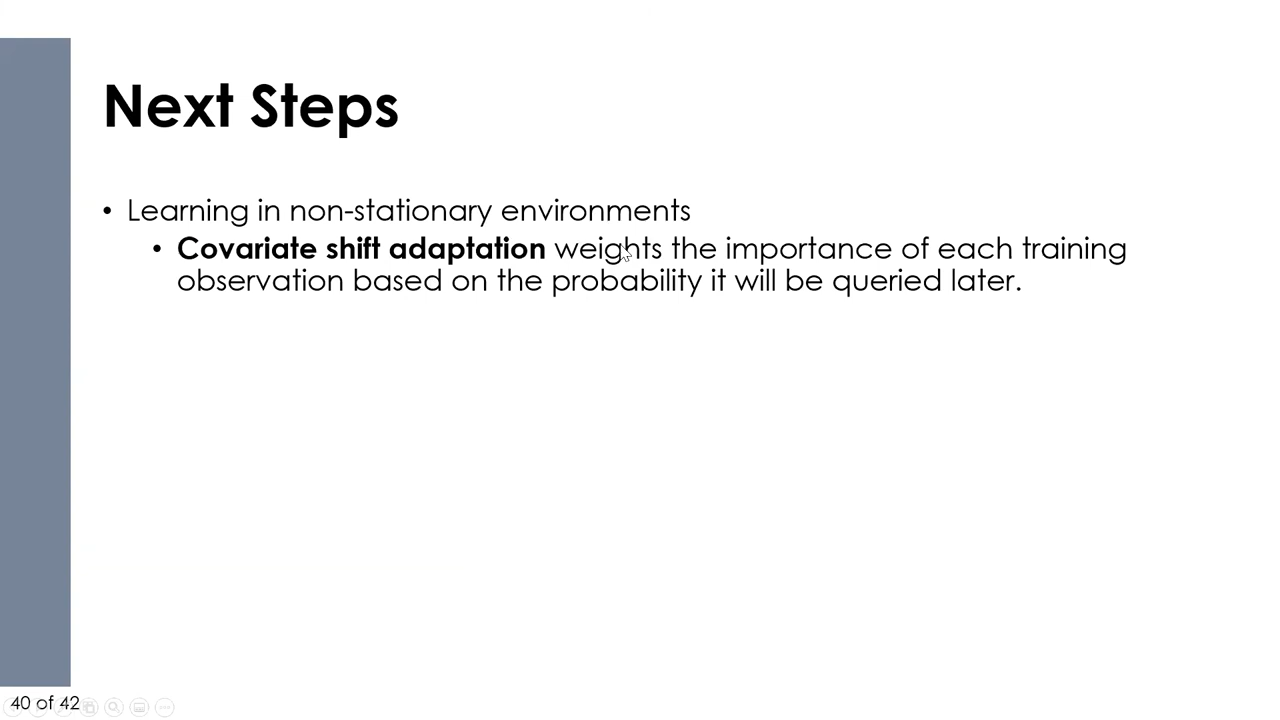 Next Steps
• Learning in non-stationary environments
• Covariate shift adaptation weights the importance of each training
observation based on the probability it will be queried later.
40 of 42